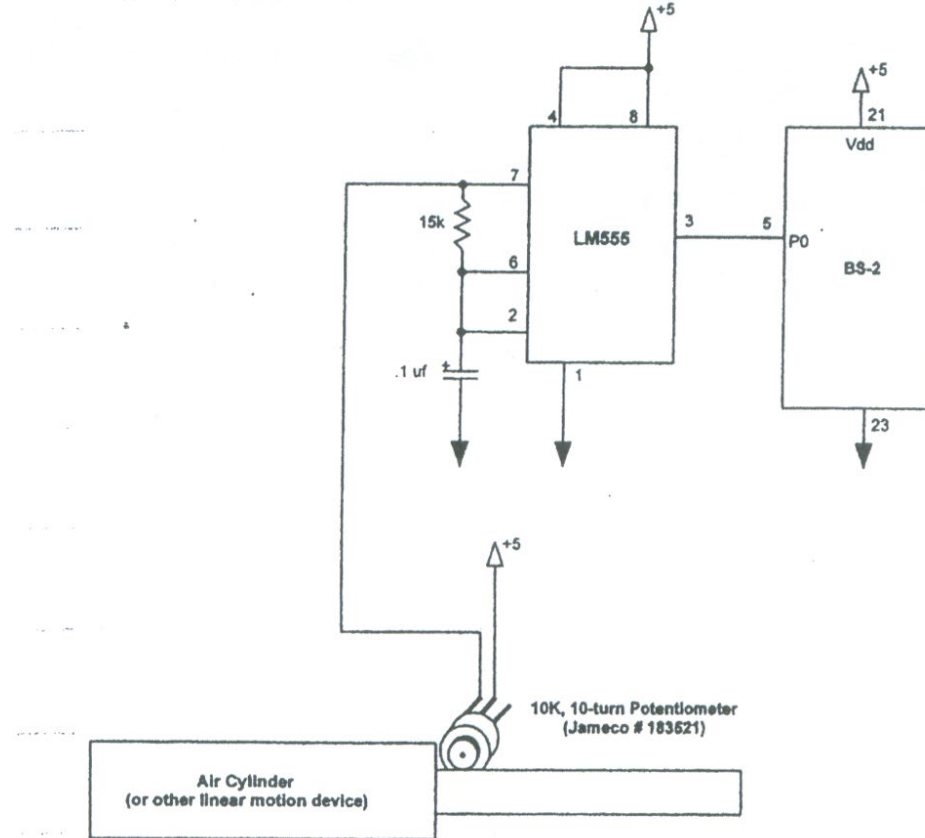 +5
+5
4
8
21
Vdd
7
15k
LM555
3
5
P0
BS-2
6
2
.1 uf
+
1
23
+5
10K, 10-turn Potentiometer
(Jameco # 183521)
Air Cylinder
(or other linear motion device)